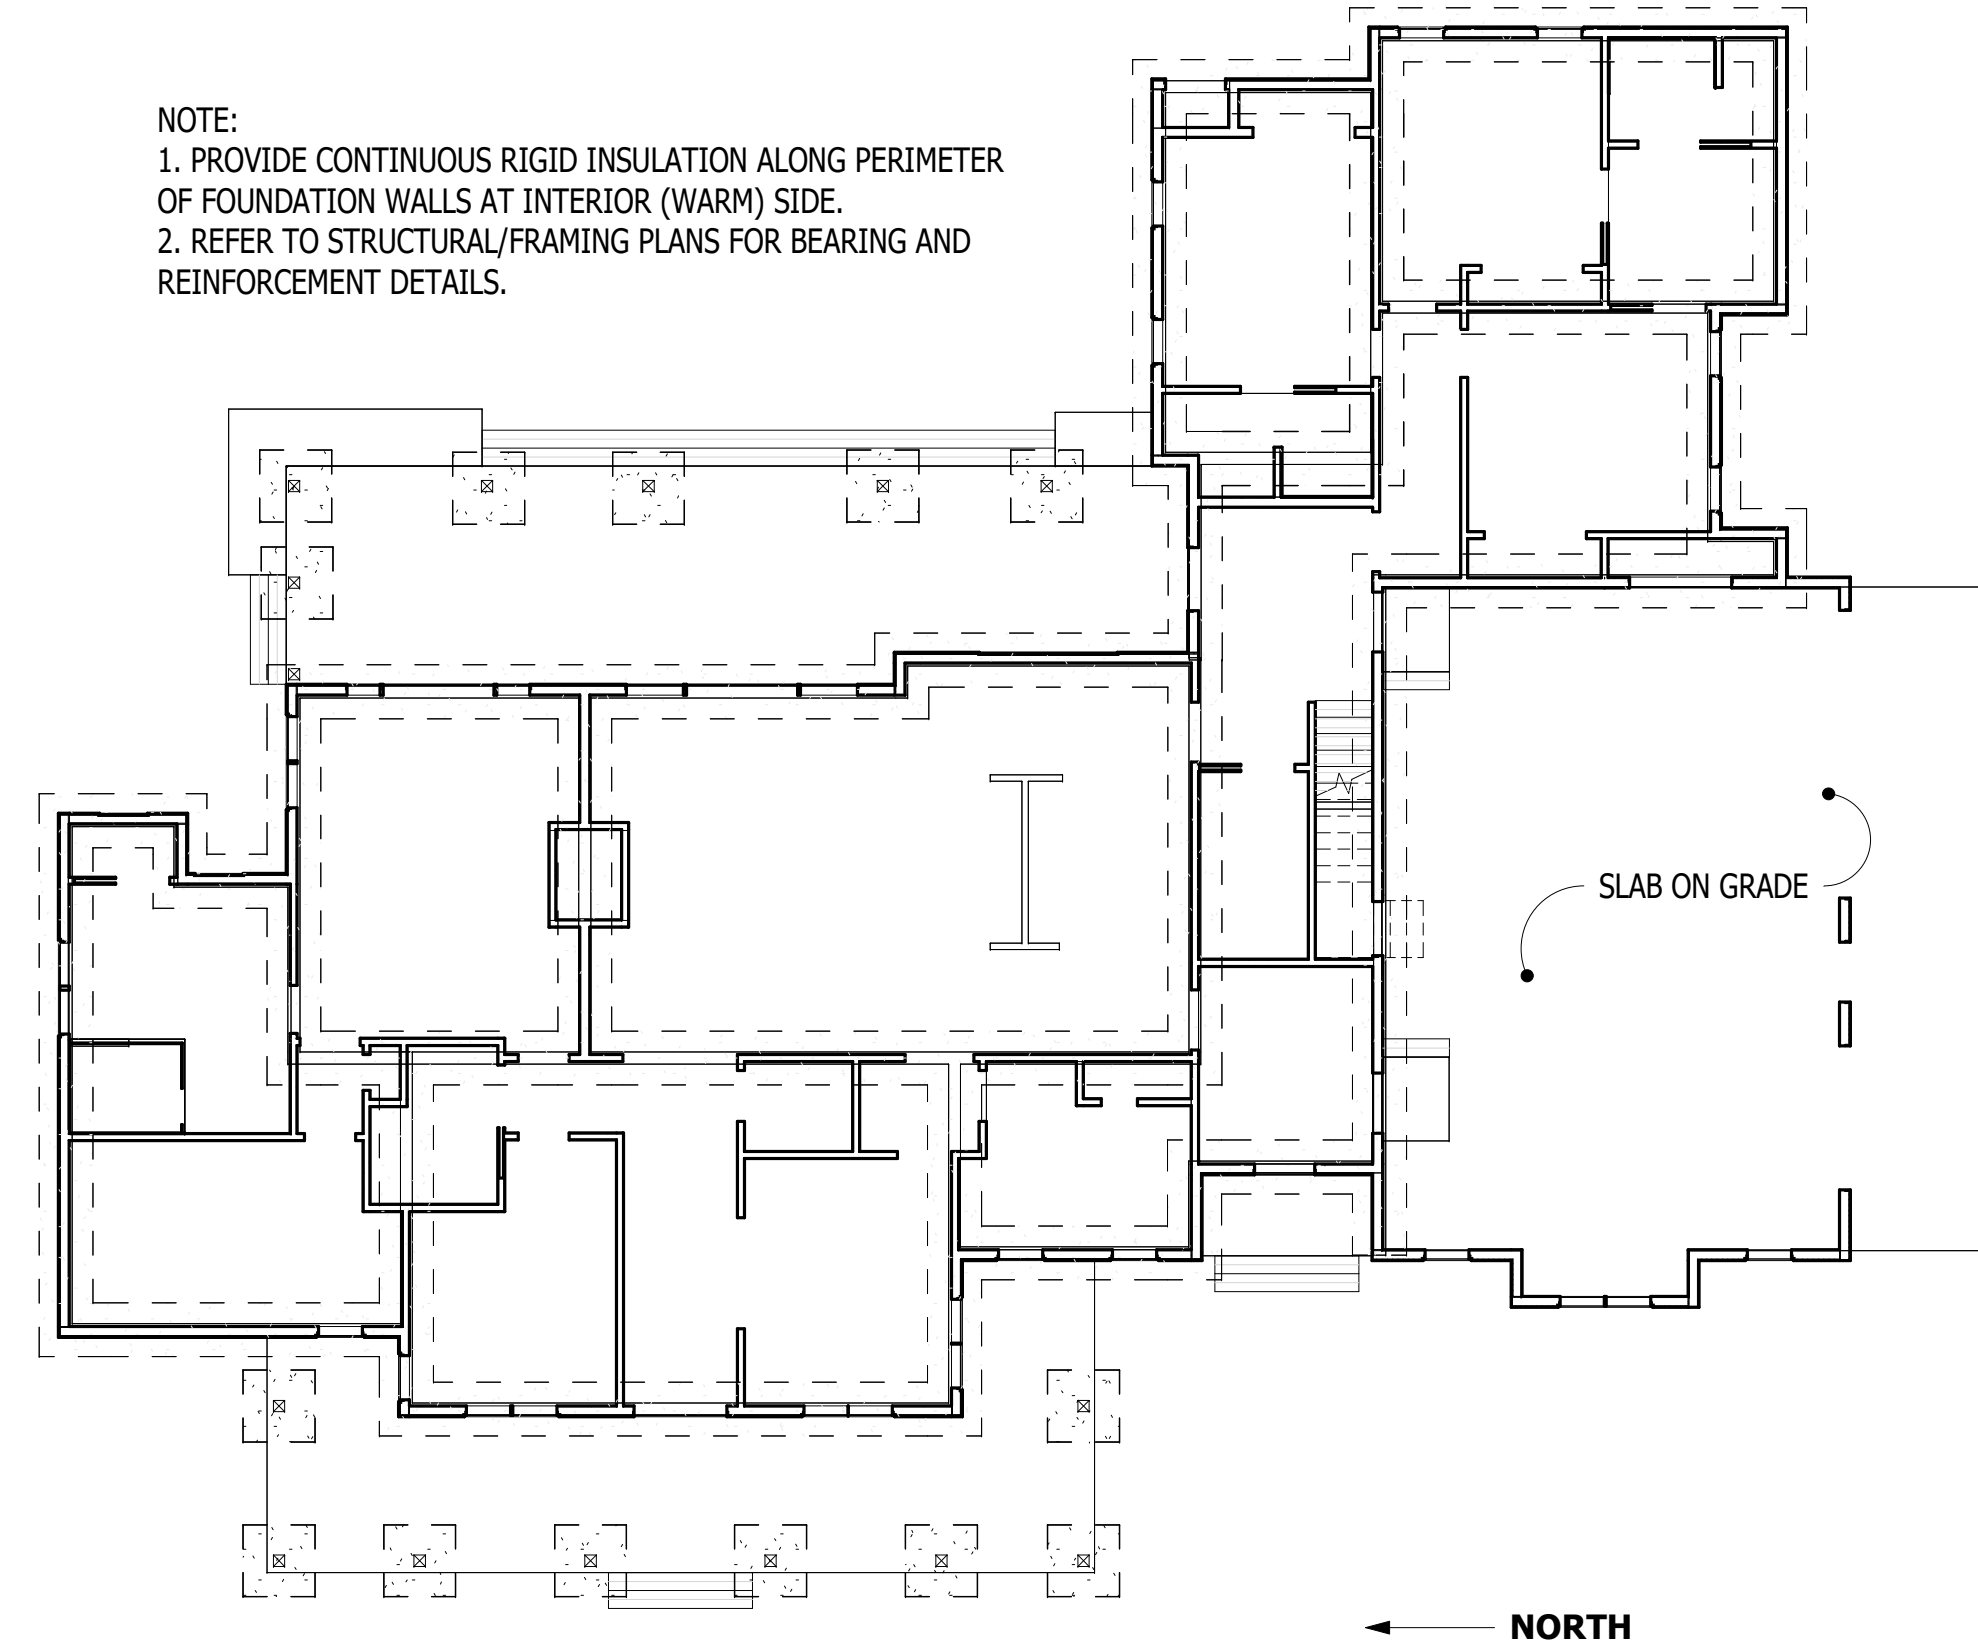 NOTE:
1. PROVIDE CONTINUOUS RIGID INSULATION ALONG PERIMETER
OF FOUNDATION WALLS AT INTERIOR (WARM) SIDE.
2. REFER TO STRUCTURAL/FRAMING PLANS FOR BEARING AND
REINFORCEMENT DETAILS.
SLAB ON GRADE
NORTH